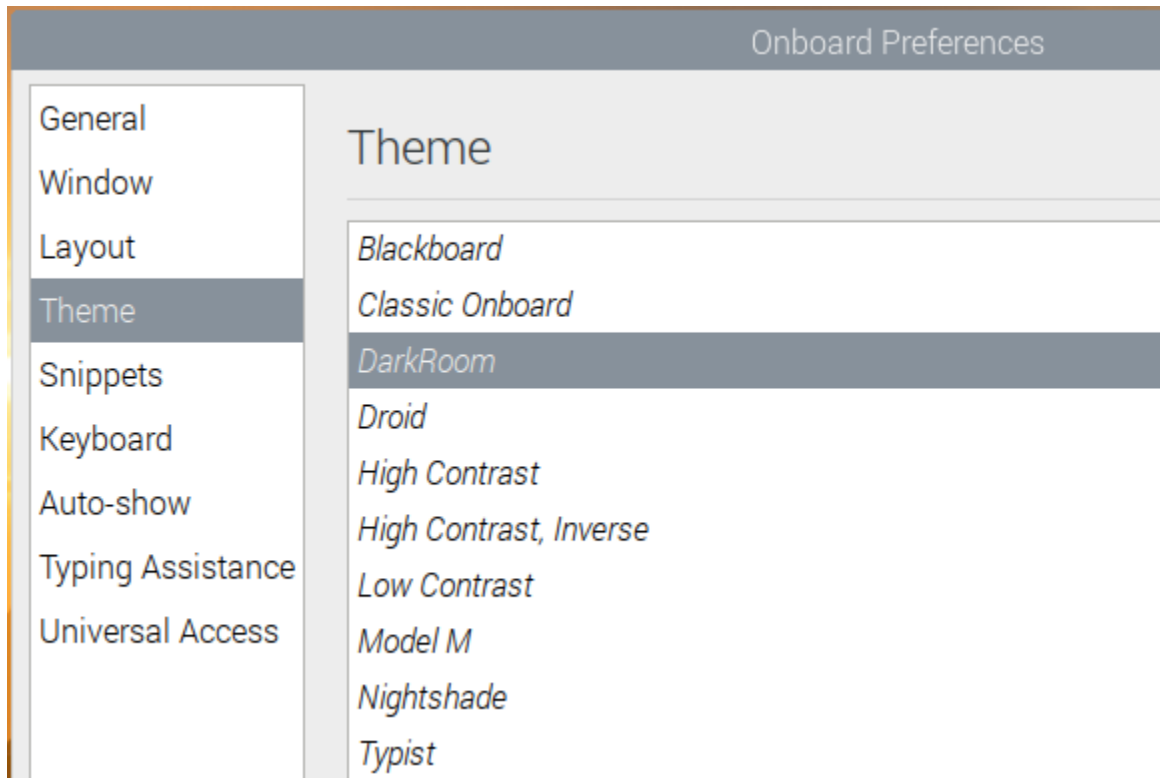 Onboard Preferences
General
Window
Layout
Theme
Snippets
Keyboard
Auto-show
Typing Assistance
Universal Access
Theme
Blackboard
Classic Onboard
DarkRoom
Droid
High Contrast
High Contrast, Inverse
Low Contrast
Model M
Nightshade
Typist